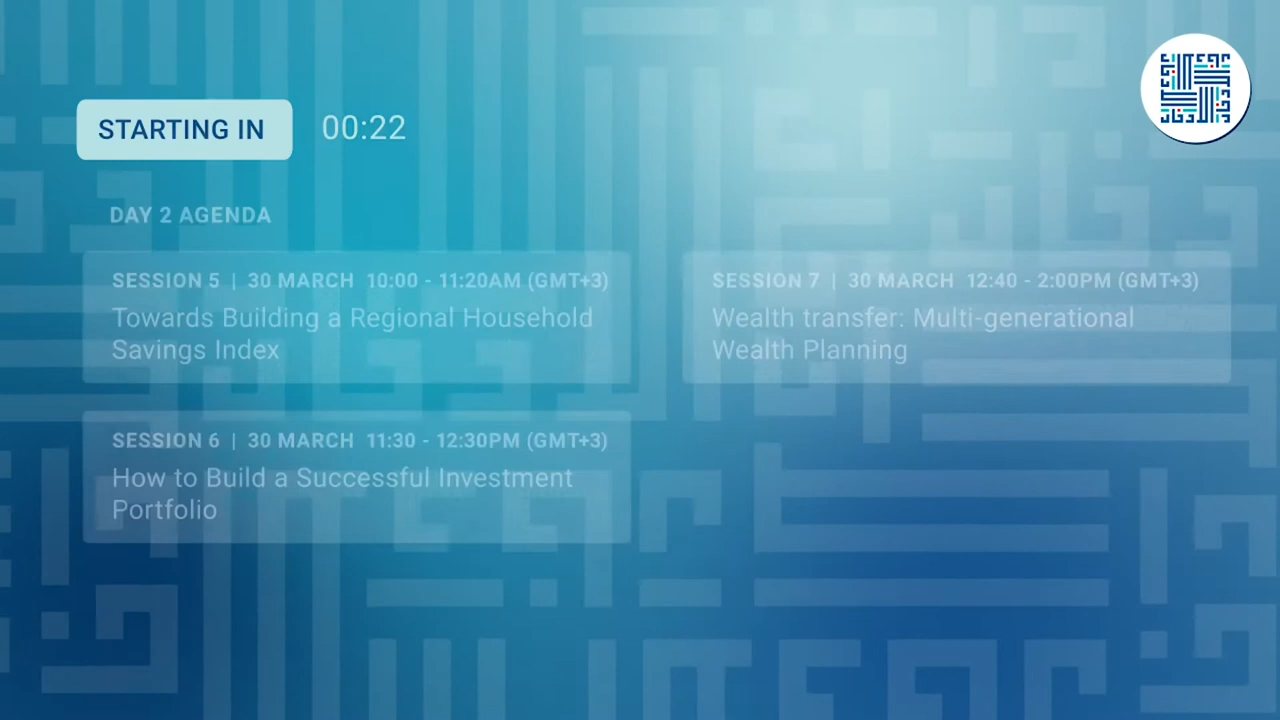 STARTING IN 00:22
DAY 2 AGENDA
SESSION 5 | 30 MARCH 10:00 - 11:20AM (GMT+3)
Towards Building a Regional Household
Savings Index
SESSION 6 | 30 MARCH 11:30 - 12:30PM (GMT+3)
How to Build a Successful Investment
Portfolio
SESSION 7 | 30 MARCH 12:40 - 2:00PM (GMT+3)
Wealth transfer: Multi-generational
Wealth Planning